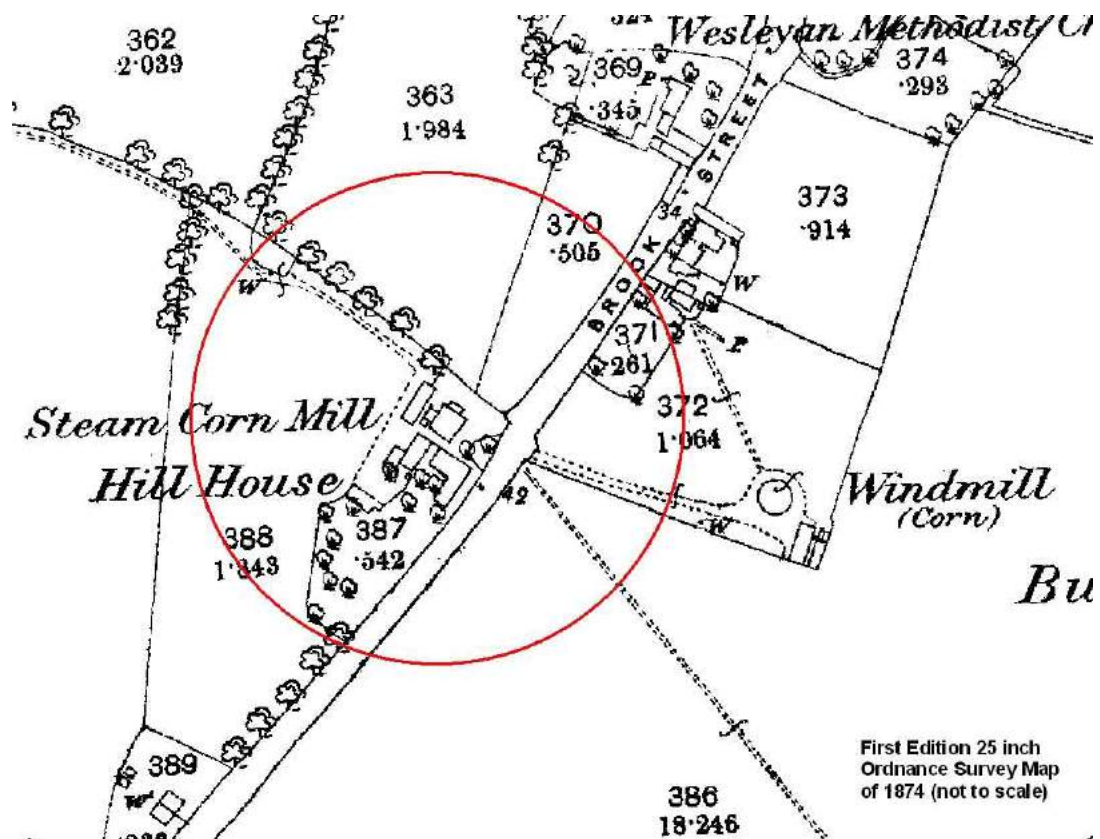 362
2·039
363
1·984
369
·345
Wesleyan Methodist
374
·293
P
BROOK STREET
34
373
·914
370
·505
W
W
371
·261
P
372
1·064
Steam Corn Mill
Hill House
Windmill
(Corn)
42
W
387
·542
388
1·343
Bu
389
386
18·246
First Edition 25 inch
Ordnance Survey Map
of 1874 (not to scale)